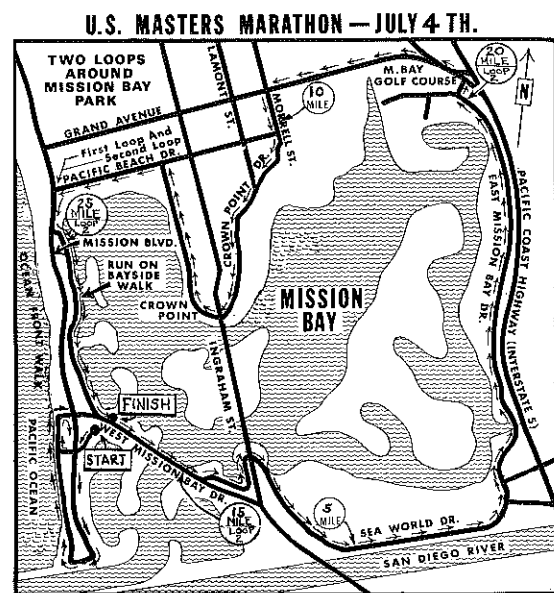 U.S. MASTERS MARATHON — JULY 4 TH.
TWO LOOPS
AROUND
MISSION BAY
PARK
LAMONT ST.
20
MILE
LOOP
2
M. BAY
GOLF COURSE
N
GRAND AVENUE
MORRELL ST.
10
MILE
First Loop And
Second Loop
PACIFIC BEACH DR.
CROWN POINT DR.
25
MILE
LOOP
2
MISSION BLVD.
RUN ON
BAYSIDE
WALK
OCEAN FRONT WALK
CROWN
POINT
MISSION
BAY
EAST MISSION BAY DR.
PACIFIC COAST HIGHWAY (INTERSTATE 5)
INGRAHAM ST.
FINISH
START
WEST MISSION BAY DR.
PACIFIC OCEAN
15
MILE
LOOP
2
5
MILE
SEA WORLD DR.
SAN DIEGO RIVER